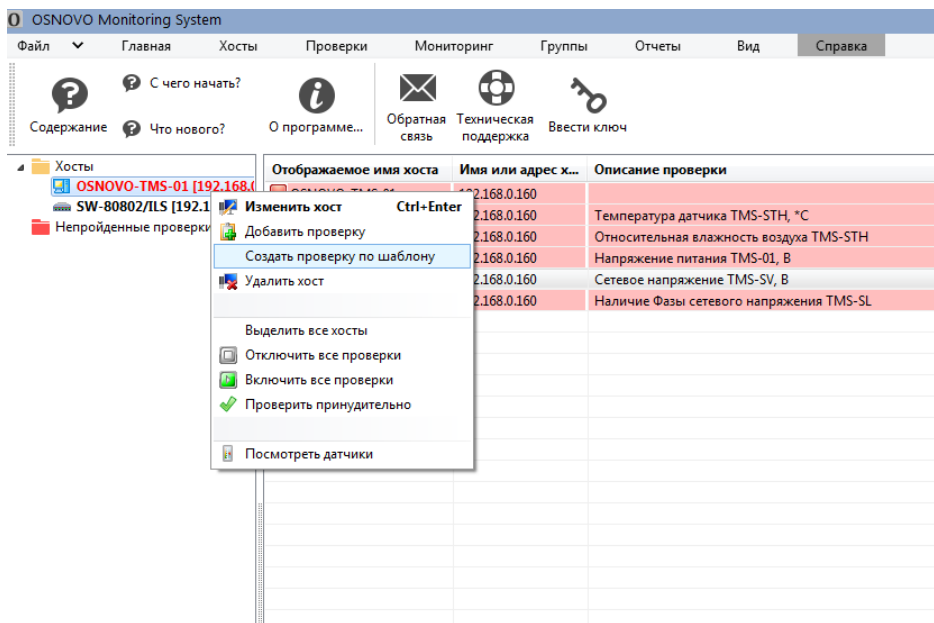 OSNOVO Monitoring System
Файл Главная Хосты Проверки Мониторинг Группы Отчеты Вид Справка
Содержание
С чего начать?
Что нового?
О программе...
Обратная
связь
Техническая
поддержка
Ввести ключ
Хосты
OSNOVO-TMS-01 [192.168.(
SW-80802/ILS [192.1
Непройденные проверки
Изменить хост Ctrl+Enter
Добавить проверку
Создать проверку по шаблону
Удалить хост
Выделить все хосты
Отключить все проверки
Включить все проверки
Проверить принудительно
Посмотреть датчики
Отображаемое имя хоста Имя или адрес х... Описание проверки
OSNOVO-TMS-01 192.168.0.160
2.168.0.160 Температура датчика TMS-STH, *С
2.168.0.160 Относительная влажность воздуха TMS-STH
2.168.0.160 Напряжение питания TMS-01, В
2.168.0.160 Сетевое напряжение TMS-SV, В
2.168.0.160 Наличие Фазы сетевого напряжения TMS-SL